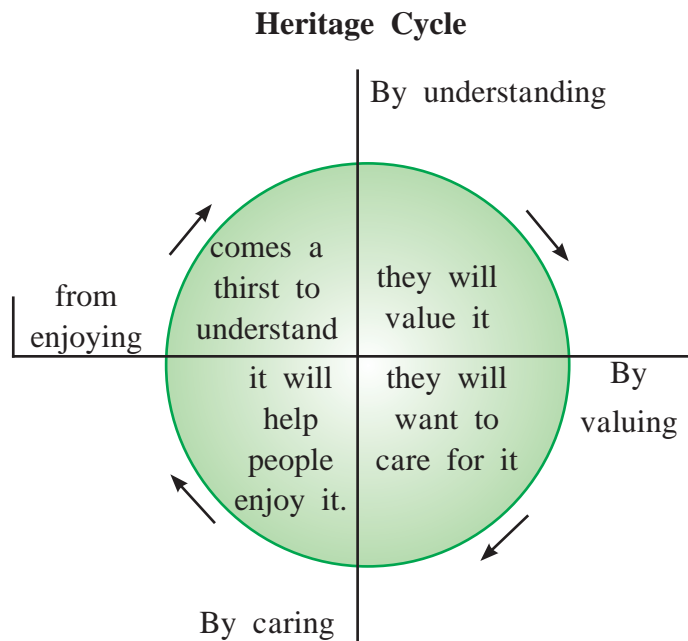 Heritage Cycle
By understanding
they will
value it
By
valuing
they will
want to
care for it
By caring
it will
help
people
enjoy it.
from
enjoying
comes a
thirst to
understand